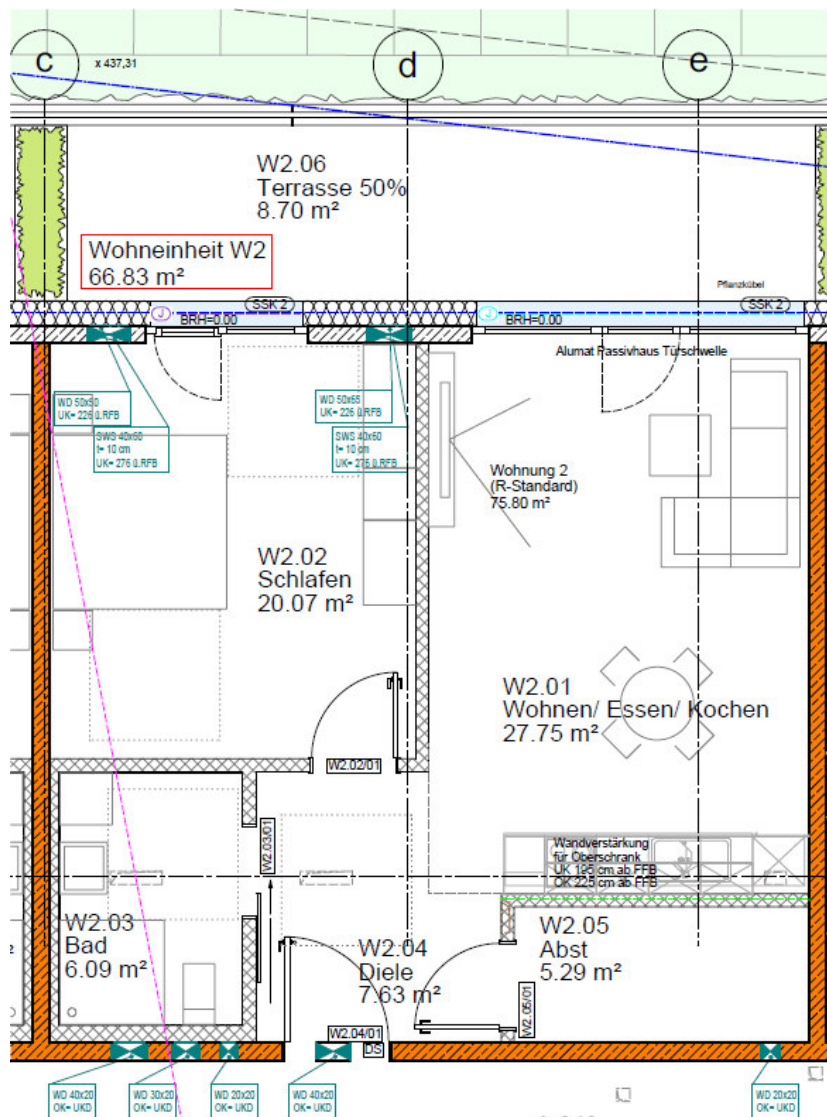 c
d
e
x 437,31
W2.06
Terrasse 50%
8.70 m²
Wohneinheit W2
66.83 m²
Pflanzkübel
SSK 2
SSK 2
J
BRH=0.00
J
BRH=0.00
Alumat Passivhaus Türschwelle
WD 50x50
UK= 226 ü.RFB
SWS 40x60
t= 10 cm
UK= 276 ü.RFB
WD 50x65
UK= 226 ü.RFB
SWS 40x60
t= 10 cm
UK= 276 ü.RFB
Wohnung 2
(R-Standard)
75.80 m²
W2.02
Schlafen
20.07 m²
W2.01
Wohnen/ Essen/ Kochen
27.75 m²
W2.02/01
W2.03/01
Wandverstärkung
für Oberschrank
UK 195 cm ab FFB
OK 225 cm ab FFB
W2.03
Bad
6.09 m²
W2.04
Diele
7.63 m²
W2.05
Abst
5.29 m²
W2.05/01
W2.04/01
DS
WD 40x20
OK= UKD
WD 30x20
OK= UKD
WD 20x20
OK= UKD
WD 40x20
OK= UKD
WD 20x20
OK= UKD